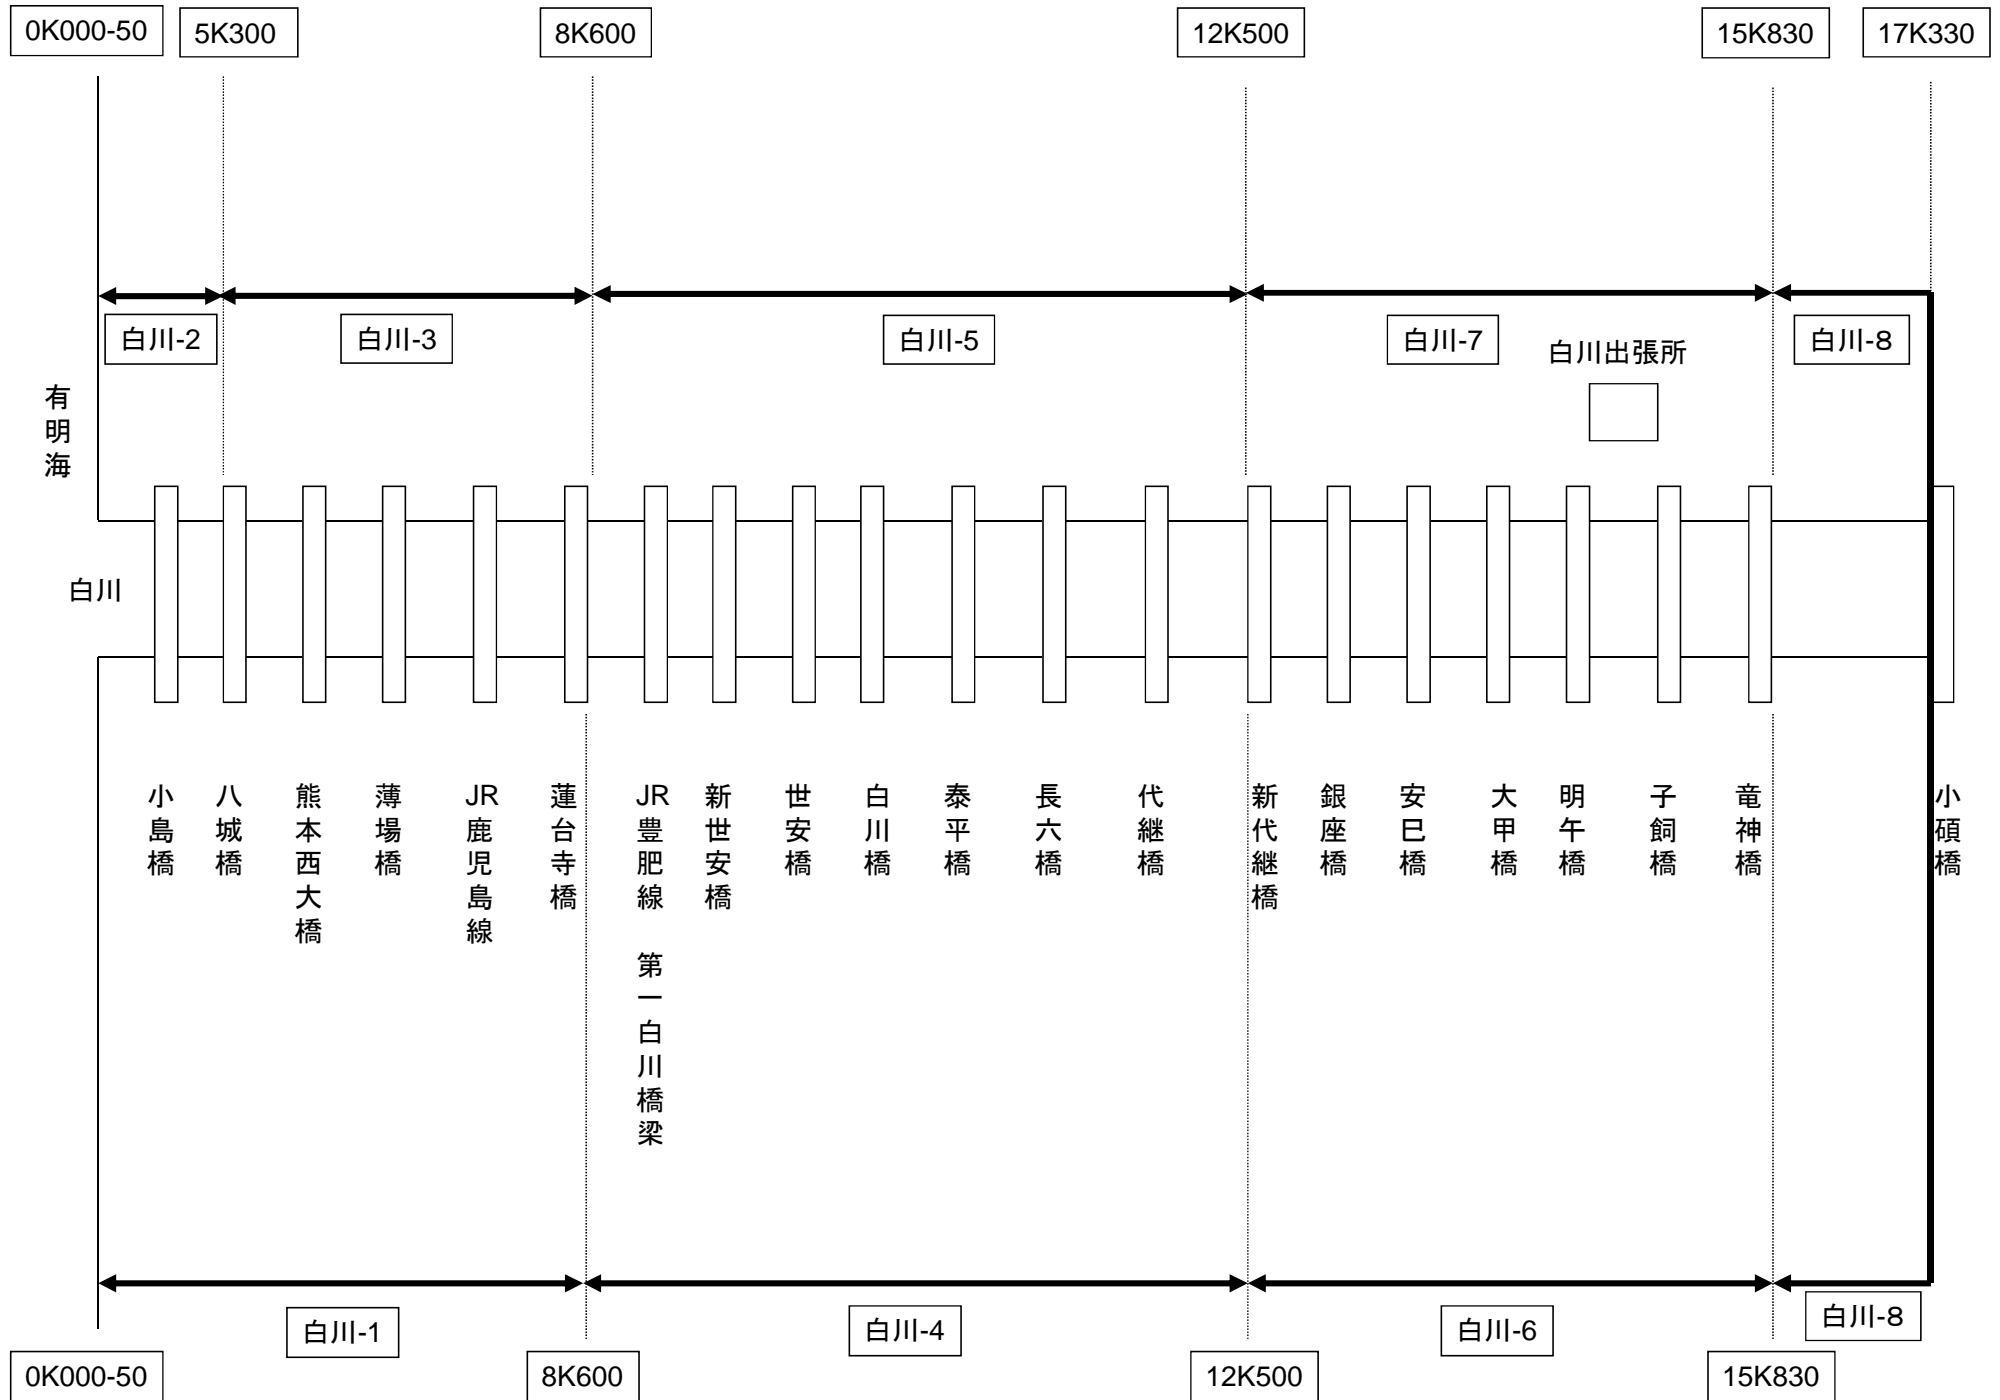 0K000-50
5K300
8K600
12K500
15K830
17K330
白川-2
白川-3
白川-5
白川-7
白川-8
白川出張所
有明海
白川
小島橋
八城橋
熊本西大橋
薄場橋
JR鹿児島線
蓮台寺橋
JR豊肥線 第一白川橋梁
新世安橋
世安橋
白川橋
泰平橋
長六橋
代継橋
新代継橋
銀座橋
安巳橋
大甲橋
明午橋
子飼橋
竜神橋
小碩橋
白川-1
白川-4
白川-6
白川-8
0K000-50
8K600
12K500
15K830